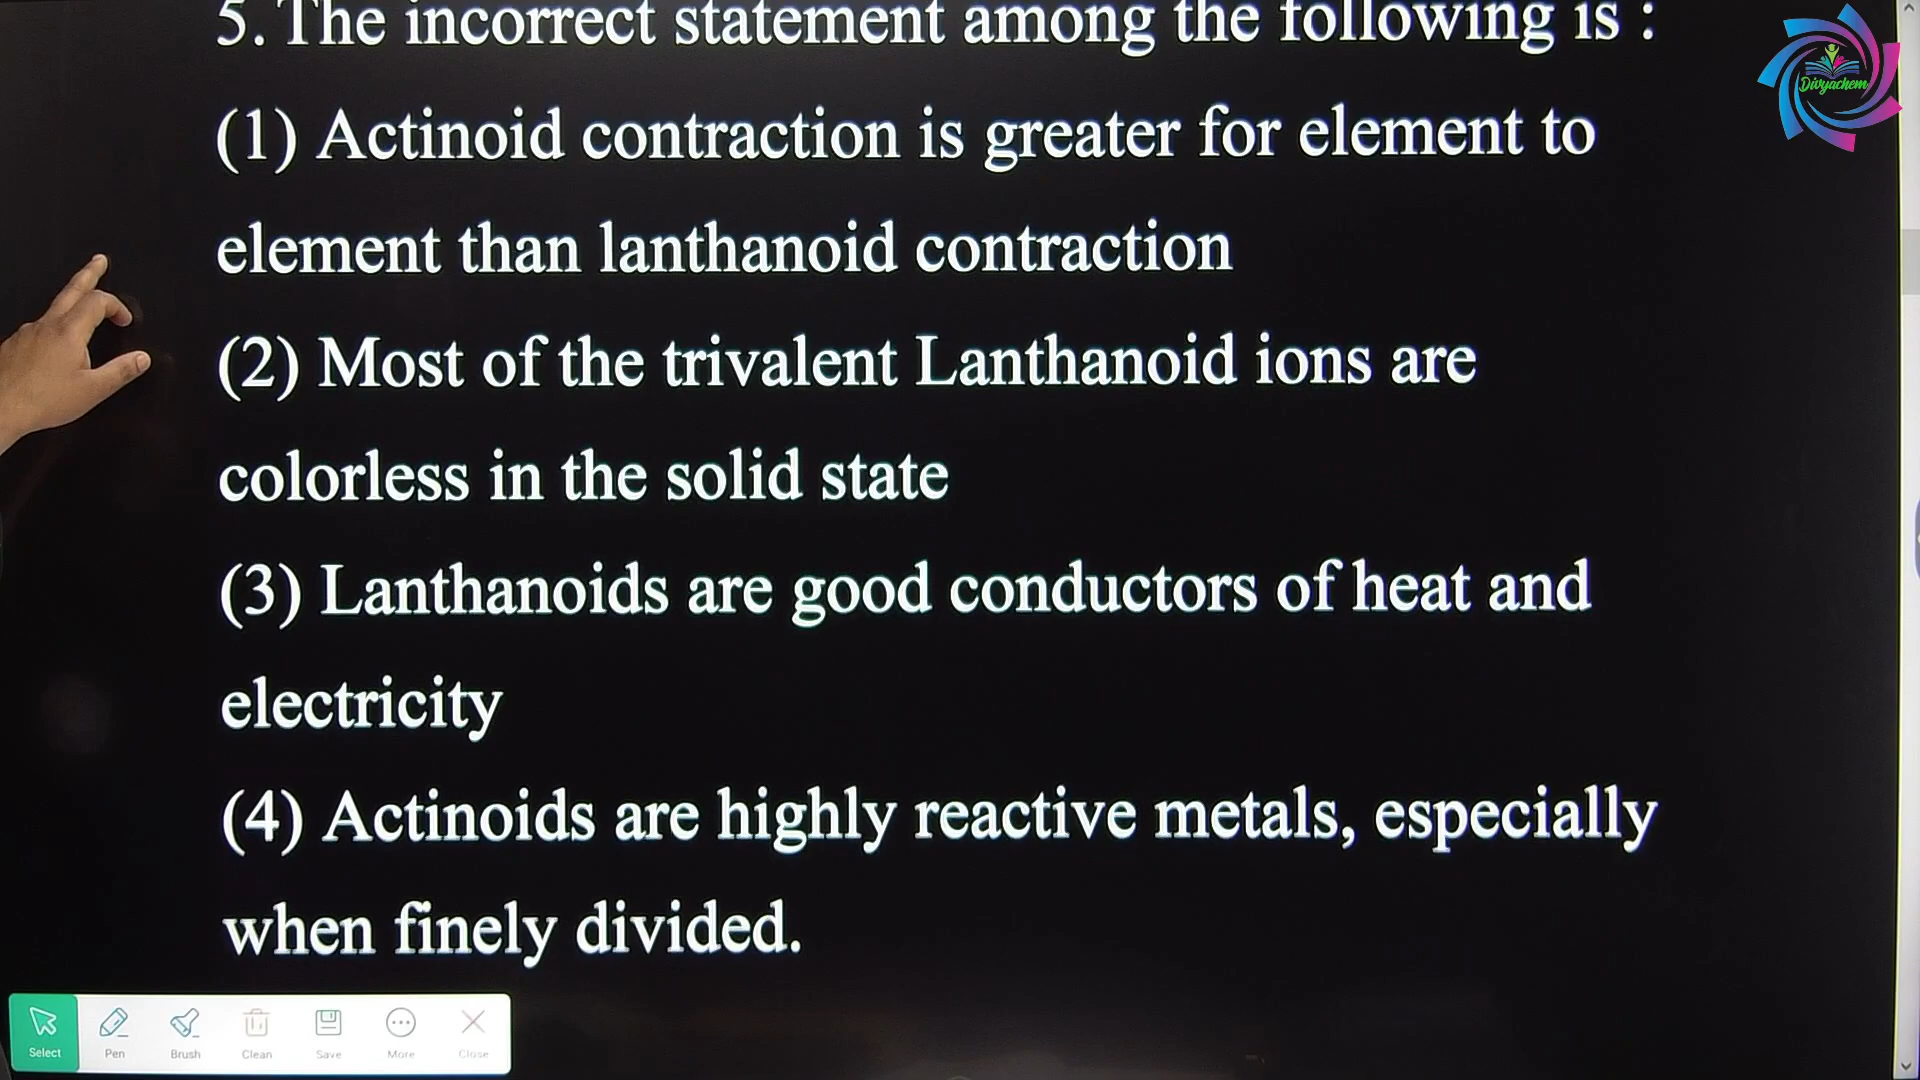 5. The incorrect statement among the following is :
(1) Actinoid contraction is greater for element to
element than lanthanoid contraction
(2) Most of the trivalent Lanthanoid ions are
colorless in the solid state
(3) Lanthanoids are good conductors of heat and
electricity
(4) Actinoids are highly reactive metals, especially
when finely divided.
Divyachem
Select Pen Brush Clean Save More Close